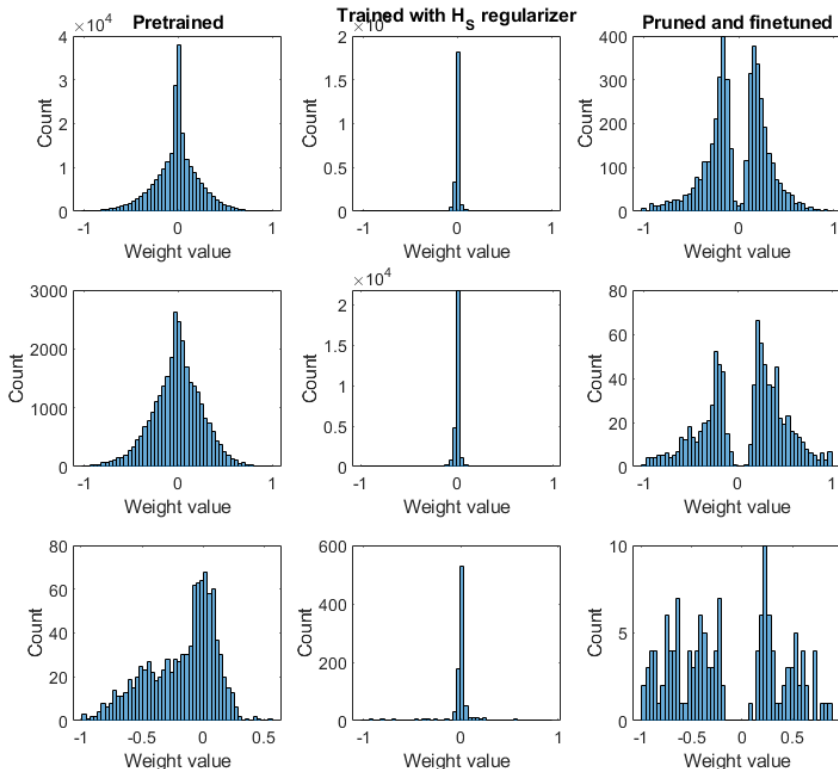 Pretrained
Trained with H_S regularizer
Pruned and finetuned
×10^4
4
3
2
1
0
Count
-1 0 1
Weight value
2
1.5
1
0.5
0
Count
-1 0 1
Weight value
400
300
200
100
0
Count
-1 0 1
Weight value
3000
2000
1000
0
Count
-1 0 1
Weight value
×10^4
2
1.5
1
0.5
0
Count
-1 0 1
Weight value
80
60
40
20
0
Count
-1 0 1
Weight value
80
60
40
20
0
Count
-1 -0.5 0 0.5
Weight value
600
400
200
0
Count
-1 0 1
Weight value
10
5
0
Count
-1 -0.5 0 0.5
Weight value